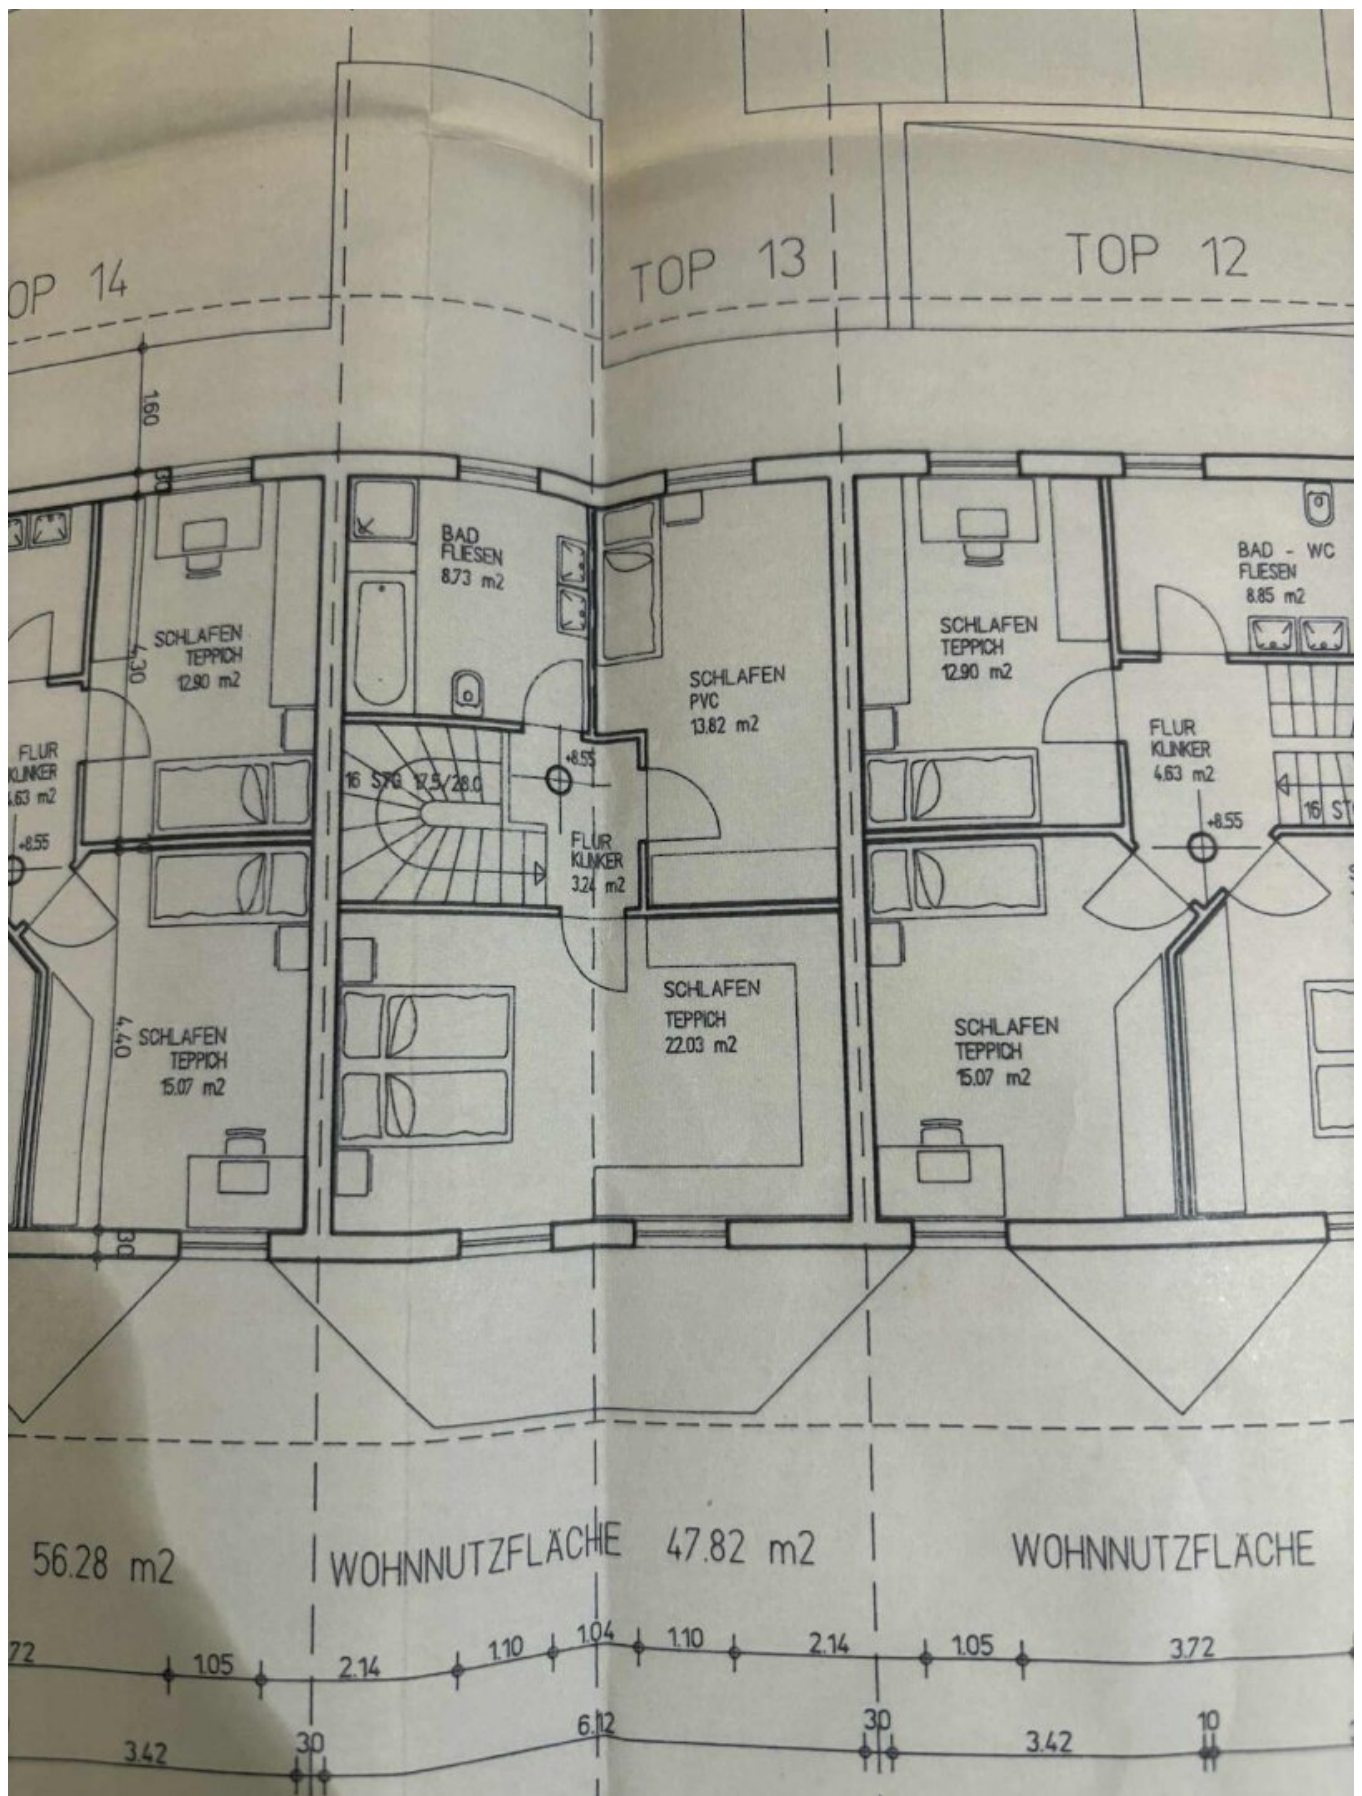 OP 14
TOP 13
TOP 12
1.60
30
BAD
FLIESEN
8.73 m2
BAD - WC
FLIESEN
8.85 m2
SCHLAFEN
TEPPICH
12.90 m2
4.30
SCHLAFEN
PVC
13.82 m2
SCHLAFEN
TEPPICH
12.90 m2
FLUR
KLINKER
4.63 m2
+8.55
16 STG 17.5/28.0
+8.55
FLUR
KLINKER
3.24 m2
FLUR
KLINKER
4.63 m2
+8.55
16 ST
SCHLAFEN
TEPPICH
15.07 m2
4.40
SCHLAFEN
TEPPICH
22.03 m2
SCHLAFEN
TEPPICH
15.07 m2
30
56.28 m2
WOHNNUTZFLÄCHE 47.82 m2
WOHNNUTZFLÄCHE
72 1.05 2.14 1.10 1.04 1.10 2.14 1.05 3.72
3.42 30 6.12 30 3.42 10